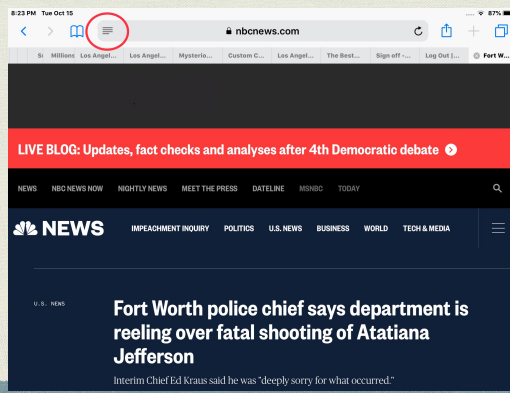 8:23 PM Tue Oct 15 87%
nbcnews.com
Si Millions Los Angel... Los Angel... Mysterio... Custom C... Los Angel... The Best... Sign off -... Log Out |... Fort W...
LIVE BLOG: Updates, fact checks and analyses after 4th Democratic debate
NEWS NBC NEWS NOW NIGHTLY NEWS MEET THE PRESS DATELINE MSNBC TODAY
NEWS IMPEACHMENT INQUIRY POLITICS U.S. NEWS BUSINESS WORLD TECH & MEDIA
U.S. NEWS
Fort Worth police chief says department is
reeling over fatal shooting of Atatiana
Jefferson
Interim Chief Ed Kraus said he was "deeply sorry for what occurred."